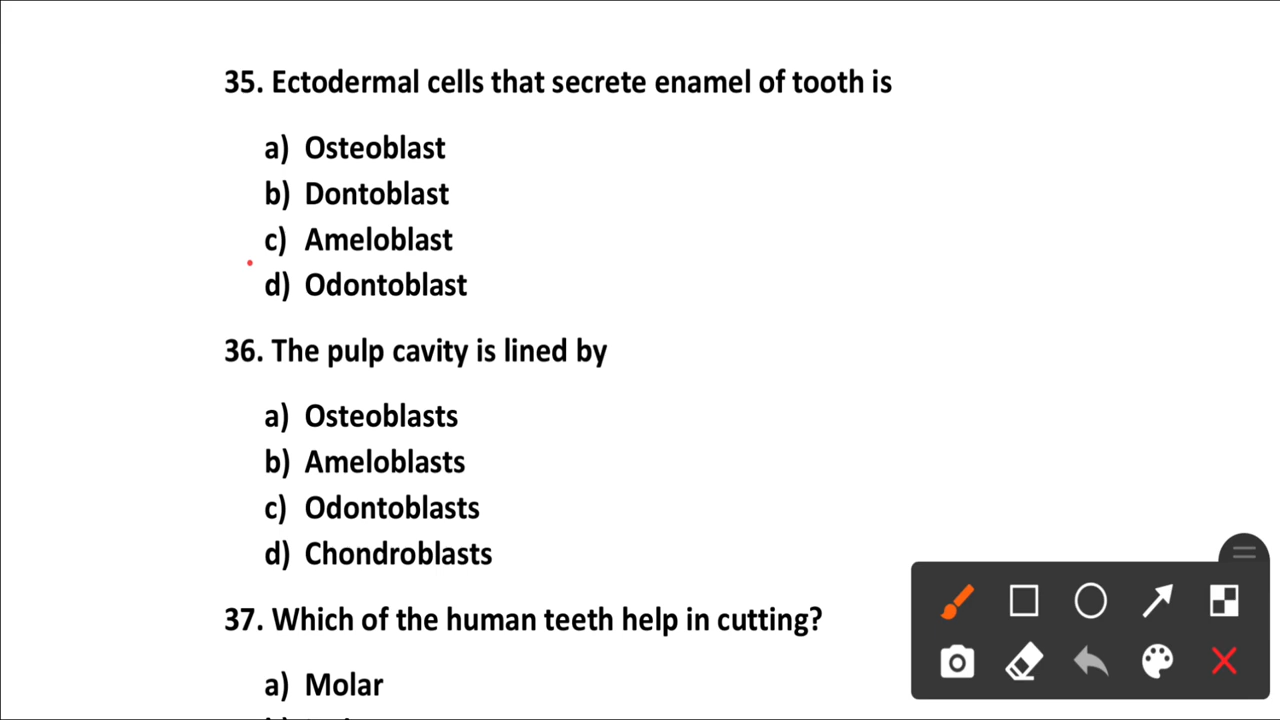 35. Ectodermal cells that secrete enamel of tooth is
a) Osteoblast
b) Dontoblast
c) Ameloblast
d) Odontoblast
36. The pulp cavity is lined by
a) Osteoblasts
b) Ameloblasts
c) Odontoblasts
d) Chondroblasts
37. Which of the human teeth help in cutting?
a) Molar